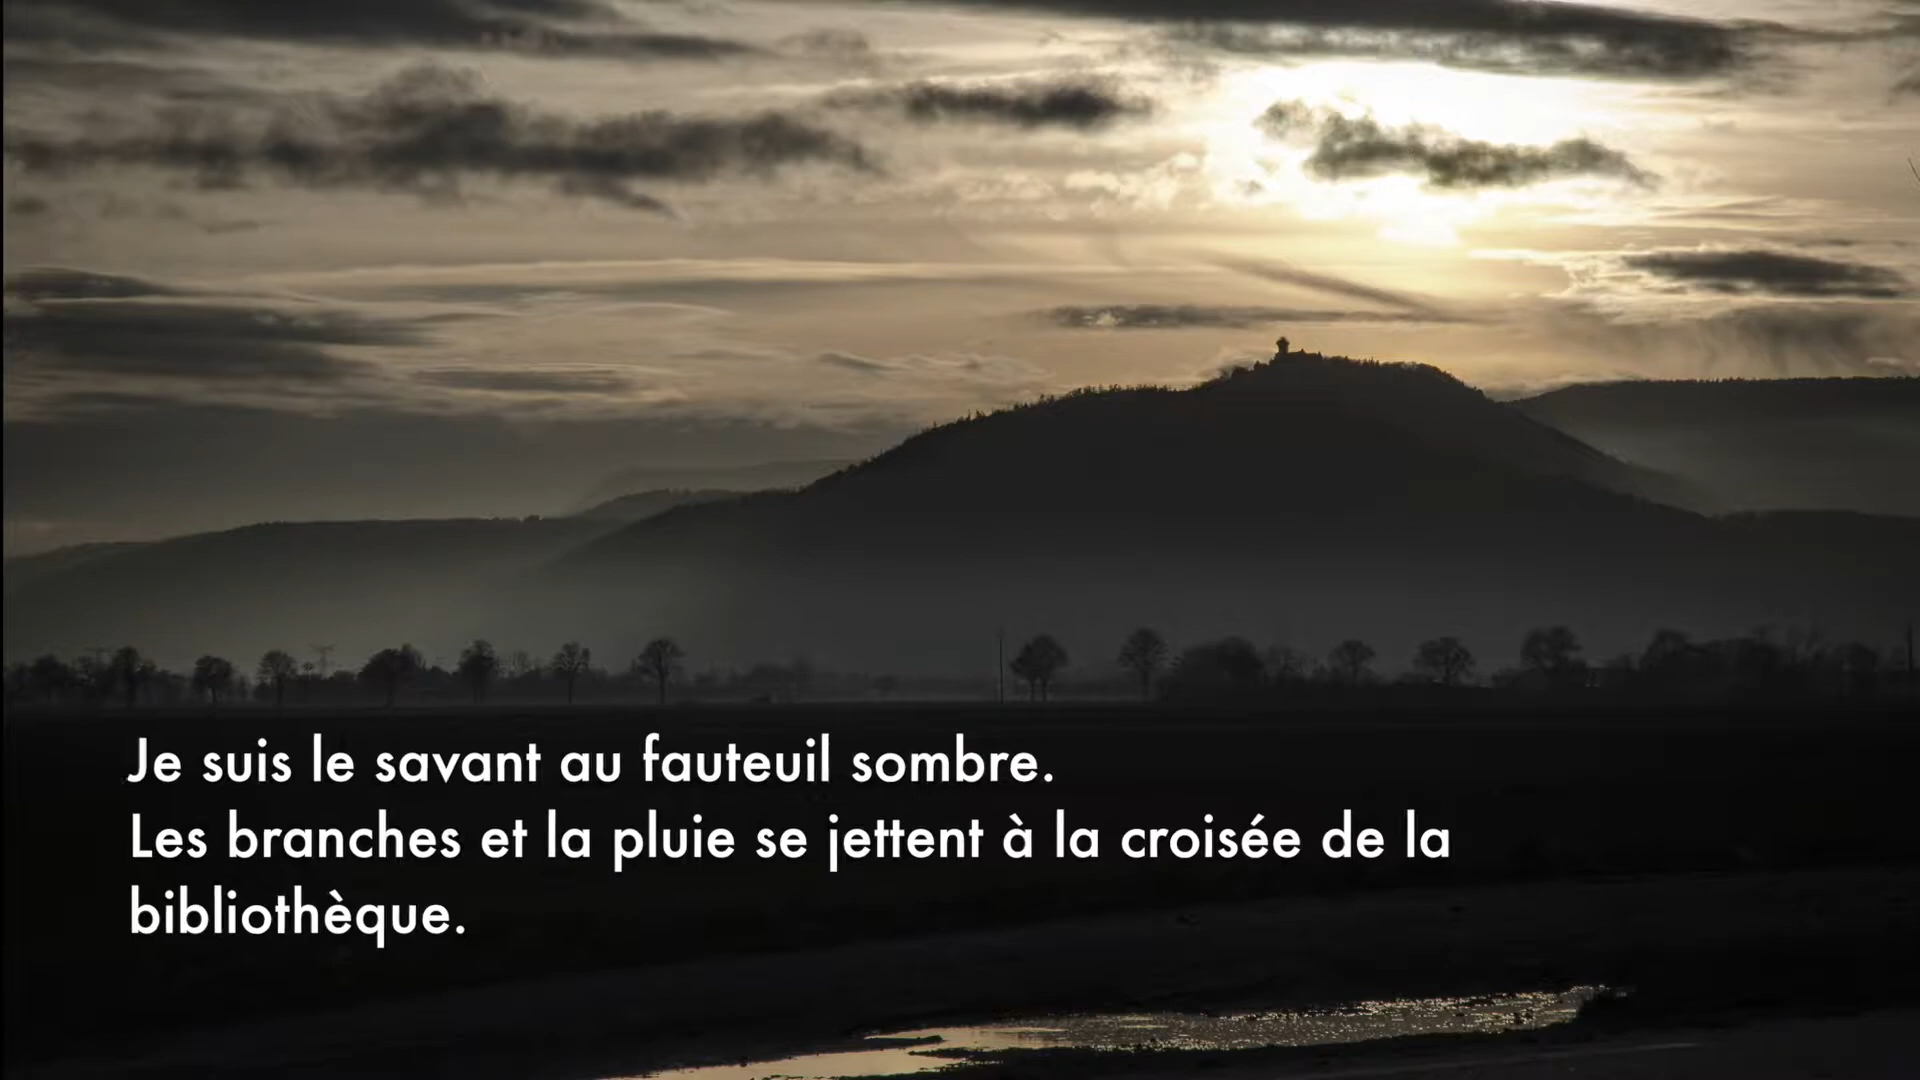 Je suis le savant au fauteuil sombre.
Les branches et la pluie se jettent à la croisée de la
bibliothèque.